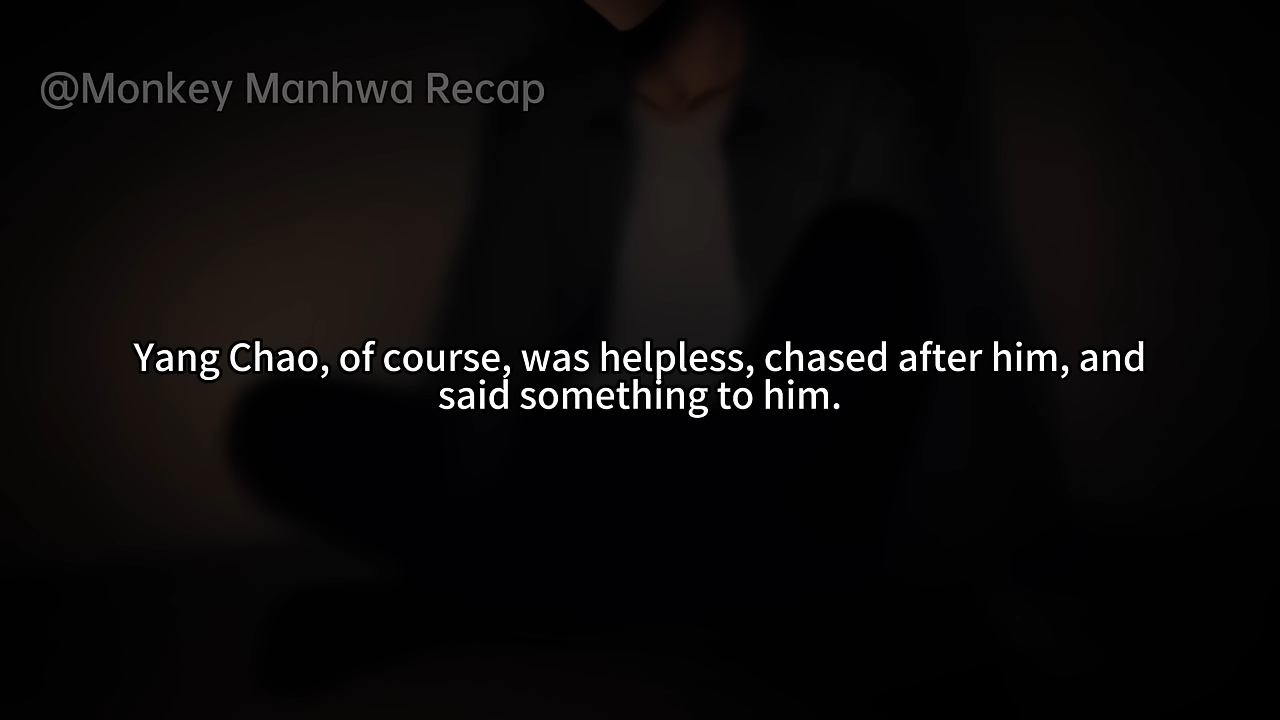 @Monkey Manhwa Recap
Yang Chao, of course, was helpless, chased after him, and
said something to him.